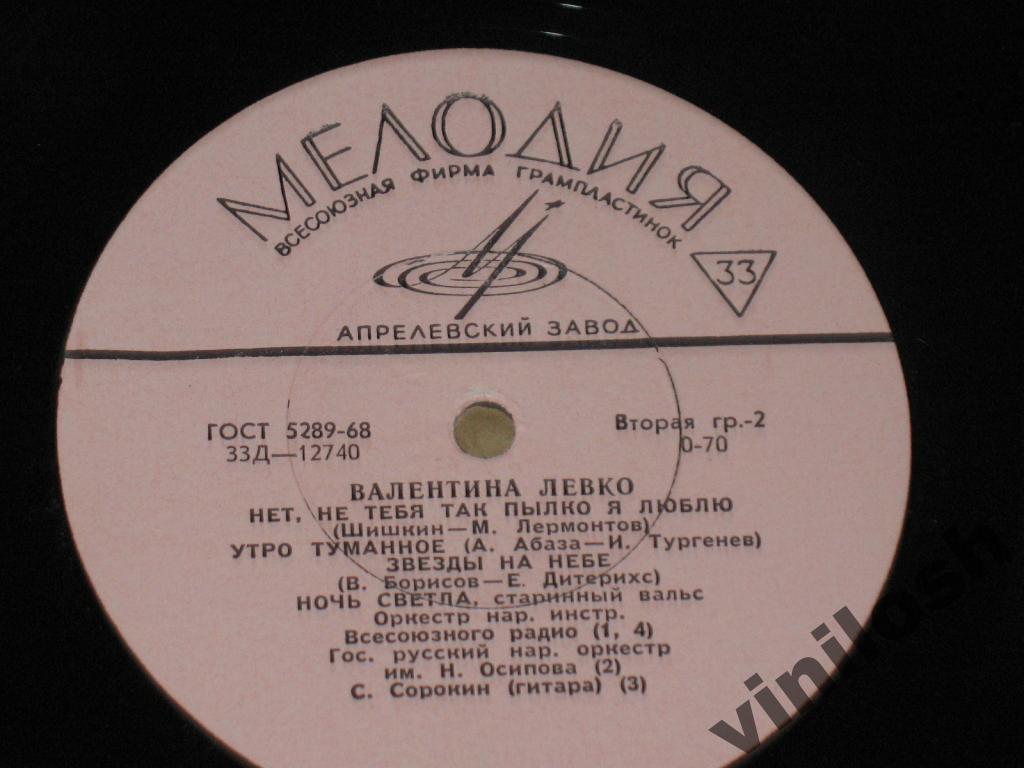 МЕЛОДИЯ
ВСЕСОЮЗНАЯ ФИРМА ГРАМПЛАСТИНОК
33
АПРЕЛЕВСКИЙ ЗАВОД
ГОСТ 5289-68
33Д—12740
Вторая гр.-2
0-70
ВАЛЕНТИНА ЛЕВКО
НЕТ, НЕ ТЕБЯ ТАК ПЫЛКО Я ЛЮБЛЮ
(Шишкин—М. Лермонтов)
УТРО ТУМАННОЕ (А. Абаза—И. Тургенев)
ЗВЕЗДЫ НА НЕБЕ
(В. Борисов—Е. Дитерихс)
НОЧЬ СВЕТЛА, старинный вальс
Оркестр нар. инстр.
Всесоюзного радио (1, 4)
Гос. русский нар. оркестр
им. Н. Осипова (2)
С. Сорокин (гитара) (3)
vinilosh